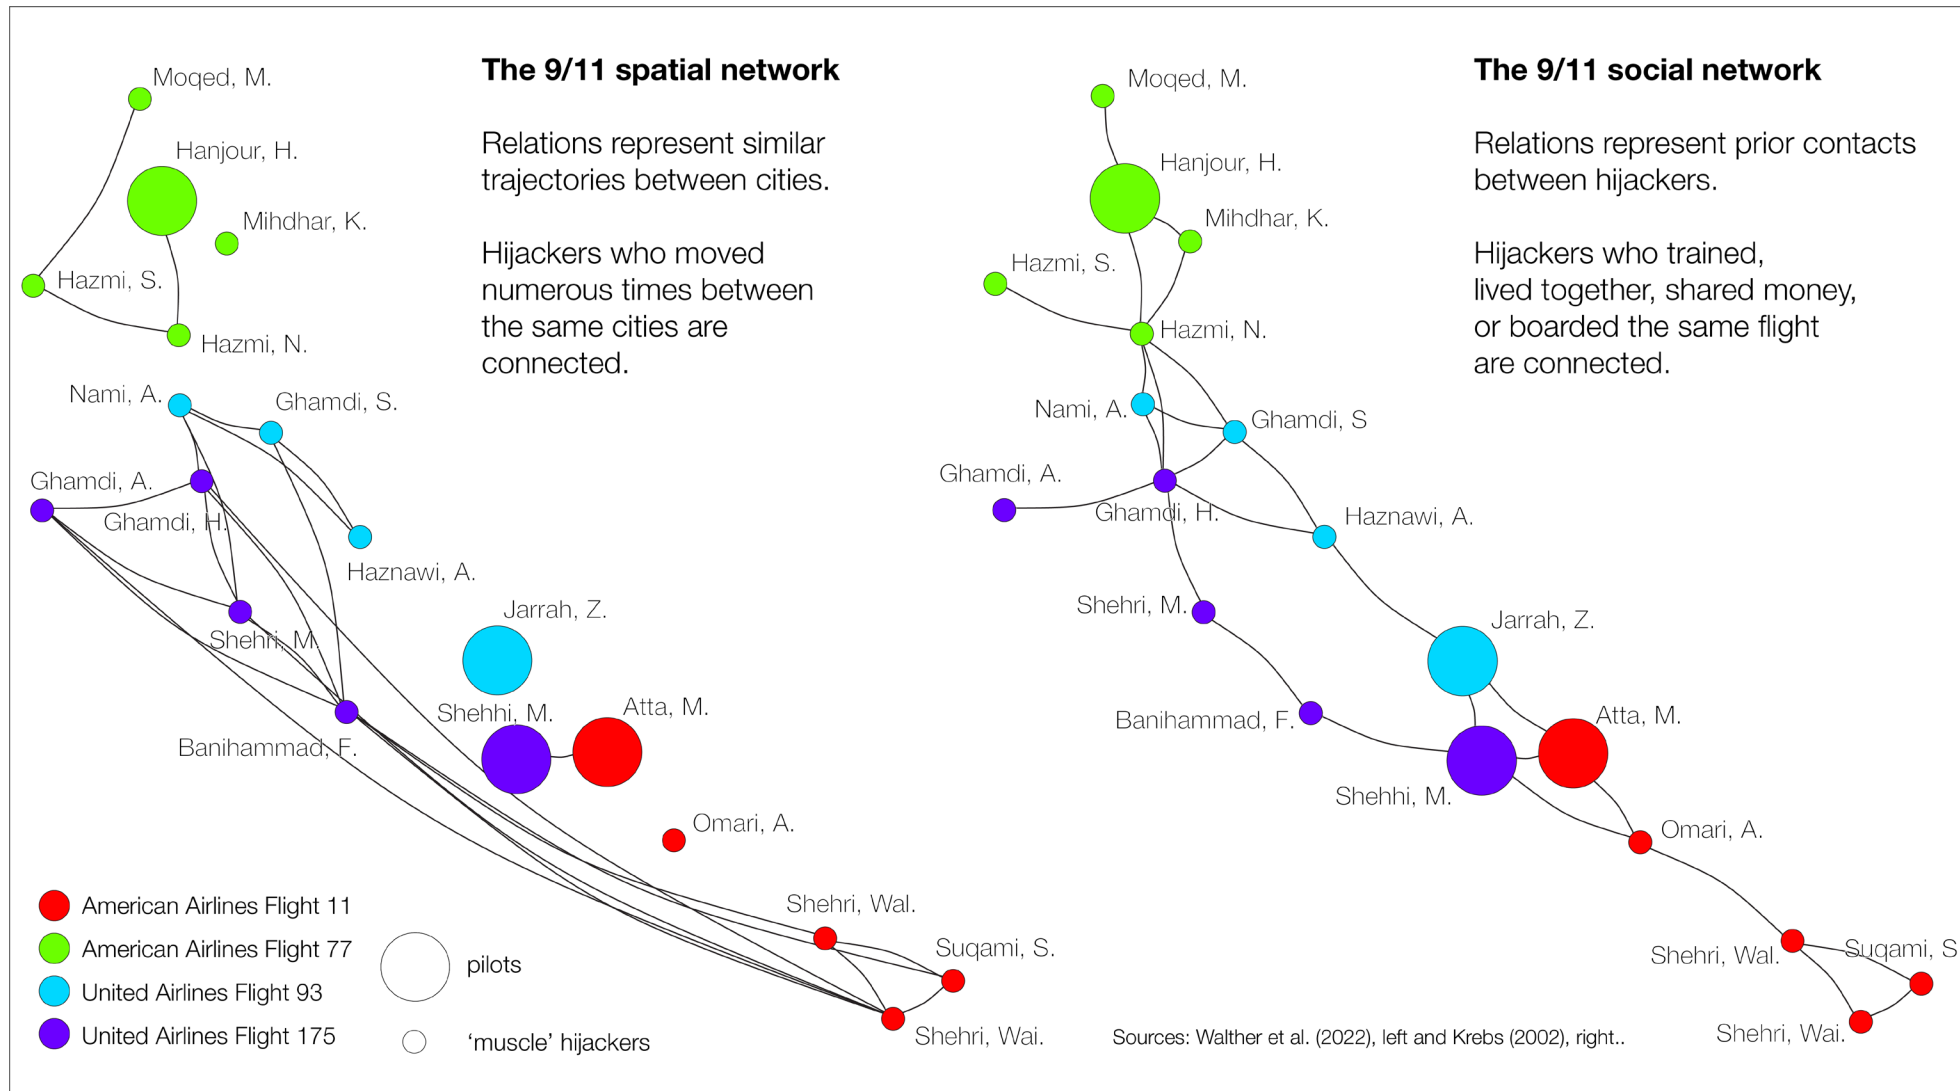 The 9/11 spatial network
Relations represent similar
trajectories between cities.
Hijackers who moved
numerous times between
the same cities are
connected.
Moqed, M.
Hanjour, H.
Mihdhar, K.
Hazmi, S.
Hazmi, N.
Nami, A.
Ghamdi, S.
Ghamdi, A.
Ghamdi, H.
Haznawi, A.
Jarrah, Z.
Shehri, M.
Shehhi, M.
Atta, M.
Banihammad, F.
Omari, A.
Shehri, Wal.
Suqami, S.
Shehri, Wai.
American Airlines Flight 11
American Airlines Flight 77
United Airlines Flight 93
United Airlines Flight 175
pilots
‘muscle’ hijackers
The 9/11 social network
Relations represent prior contacts
between hijackers.
Hijackers who trained,
lived together, shared money,
or boarded the same flight
are connected.
Moqed, M.
Hanjour, H.
Mihdhar, K.
Hazmi, S.
Hazmi, N.
Nami, A.
Ghamdi, S
Ghamdi, A.
Ghamdi, H.
Haznawi, A.
Shehri, M.
Jarrah, Z.
Banihammad, F.
Atta, M.
Shehhi, M.
Omari, A.
Shehri, Wal.
Suqami, S
Shehri, Wai.
Sources: Walther et al. (2022), left and Krebs (2002), right..